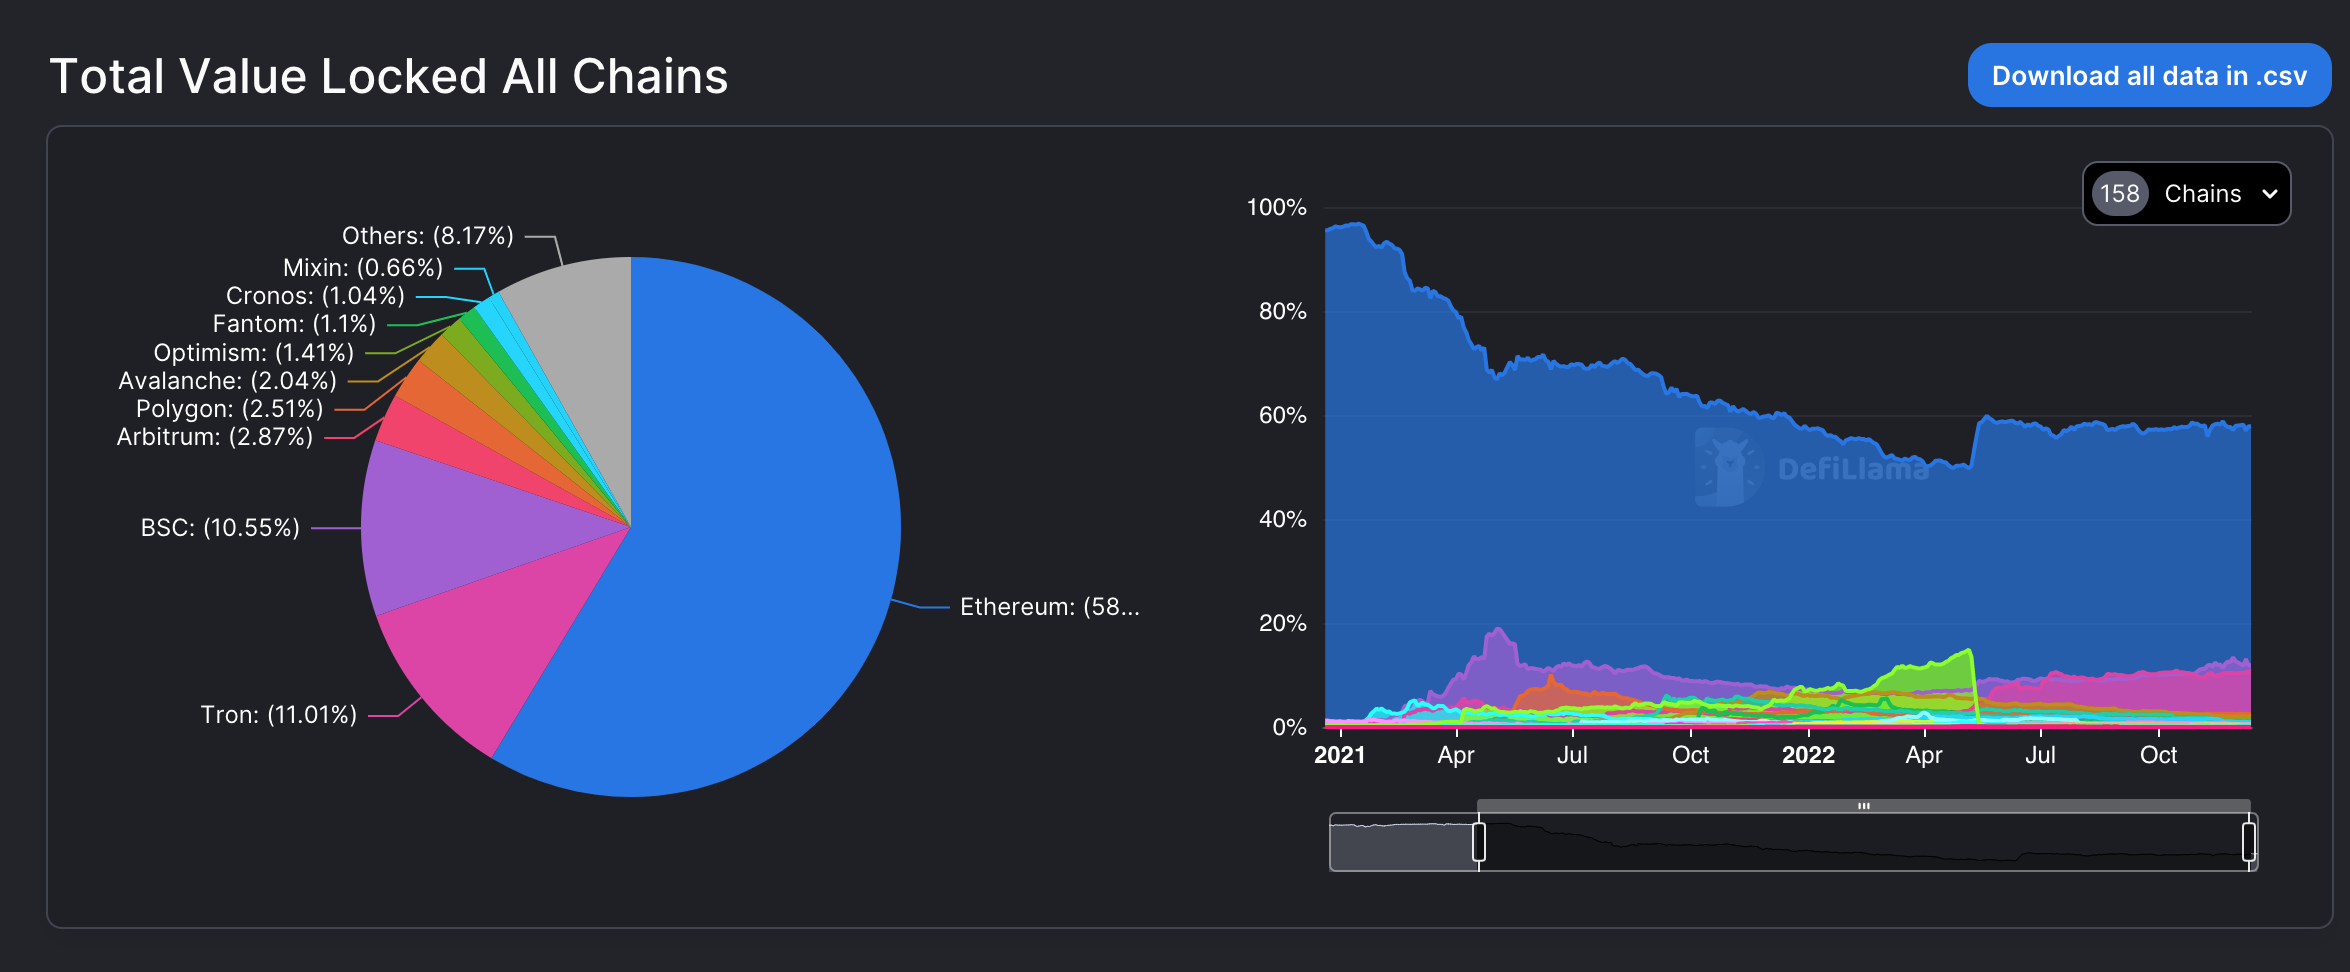 Total Value Locked All Chains
Download all data in .csv
Others: (8.17%)
Mixin: (0.66%)
Cronos: (1.04%)
Fantom: (1.1%)
Optimism: (1.41%)
Avalanche: (2.04%)
Polygon: (2.51%)
Arbitrum: (2.87%)
BSC: (10.55%)
Ethereum: (58...
Tron: (11.01%)
158 Chains
100%
80%
60%
DefiLlama
40%
20%
0%
2021 Apr Jul Oct 2022 Apr Jul Oct